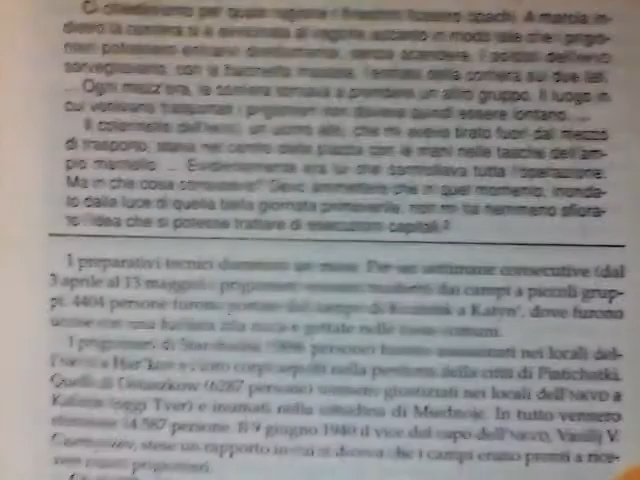 Ci chiedevamo per quale ragione i finestrini fossero opachi. A marcia in-
dietro la corriera si è avvicinata al vagone accanto in modo tale che i prigio-
nieri potessero entrarvi direttamente, senza scendere. I soldati dell'NKVD
sorvegliavano, con la baionetta inastata, l'entrata della corriera sui due lati.
... Ogni mezz'ora, la corriera tornava a prendere un altro gruppo. Il luogo in
cui venivano trasportati i prigionieri non doveva quindi essere lontano. ...
Il colonnello dell'NKVD, un uomo alto, che mi aveva tirato fuori dal mezzo
di trasporto, stava nel centro della piazza con le mani nelle tasche dell'am-
pio mantello. ... Evidentemente era lui che controllava tutta l'operazione.
Ma in che cosa consisteva? Devo ammettere che in quel momento, inonda-
to dalla luce di quella bella giornata primaverile, non mi ha nemmeno sfiora-
to l'idea che si potesse trattare di esecuzioni capitali.
I preparativi tecnici durarono un mese. Per sei settimane consecutive (dal
3 aprile al 13 maggio) i prigionieri vennero trasferiti dai campi a piccoli grup-
pi. 4404 persone furono portate dal campo di Kozielsk a Katyn', dove furono
uccise con una fucilata alla nuca e gettate nelle fosse comuni.
I prigionieri di Starobielsk ( persone) furono assassinati nei locali del-
l'NKVD a Har'kov e i loro corpi sepolti nella periferia della città di Piatichatki.
Quelli di Ostaszkow (6287 persone) vennero giustiziati nei locali dell'NKVD a
Kalinin (oggi Tver) e inumati nella cittadina di Miednoje. In tutto vennero
eliminate 14.587 persone. Il 9 giugno 1940 il vice del capo dell'NKVD, Vasilij V.
stese un rapporto in cui si diceva che i campi erano pronti a rice-
vere nuovi prigionieri.